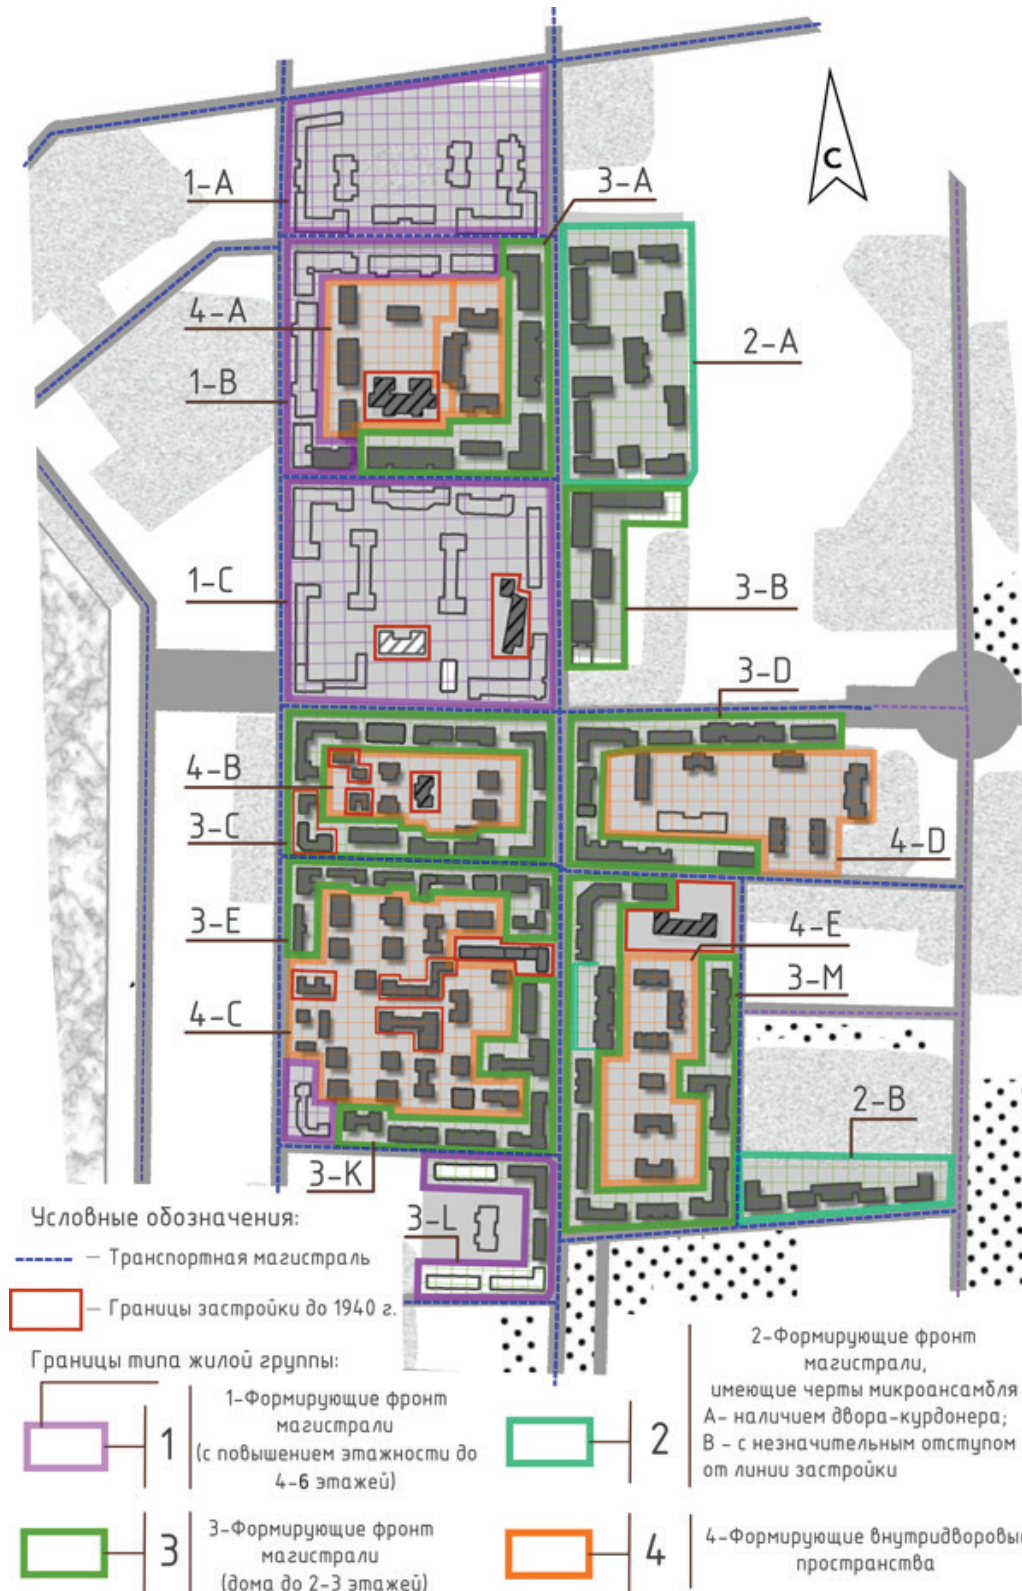 С
1-А
3-А
4-А
2-А
1-В
1-С
3-В
3-D
4-В
3-С
4-D
3-Е
4-Е
3-М
4-С
2-В
3-К
3-L
Условные обозначения:
— Транспортная магистраль
— Границы застройки до 1940 г.
Границы типа жилой группы:
1
1-Формирующие фронт
магистрали
(с повышением этажности до
4-6 этажей)
2
2-Формирующие фронт
магистрали,
имеющие черты микроансамбля
А- наличием двора-курдонера;
В - с незначительным отступом
от линии застройки
3
3-Формирующие фронт
магистрали
(дома до 2-3 этажей)
4
4-Формирующие внутридворовые
пространства